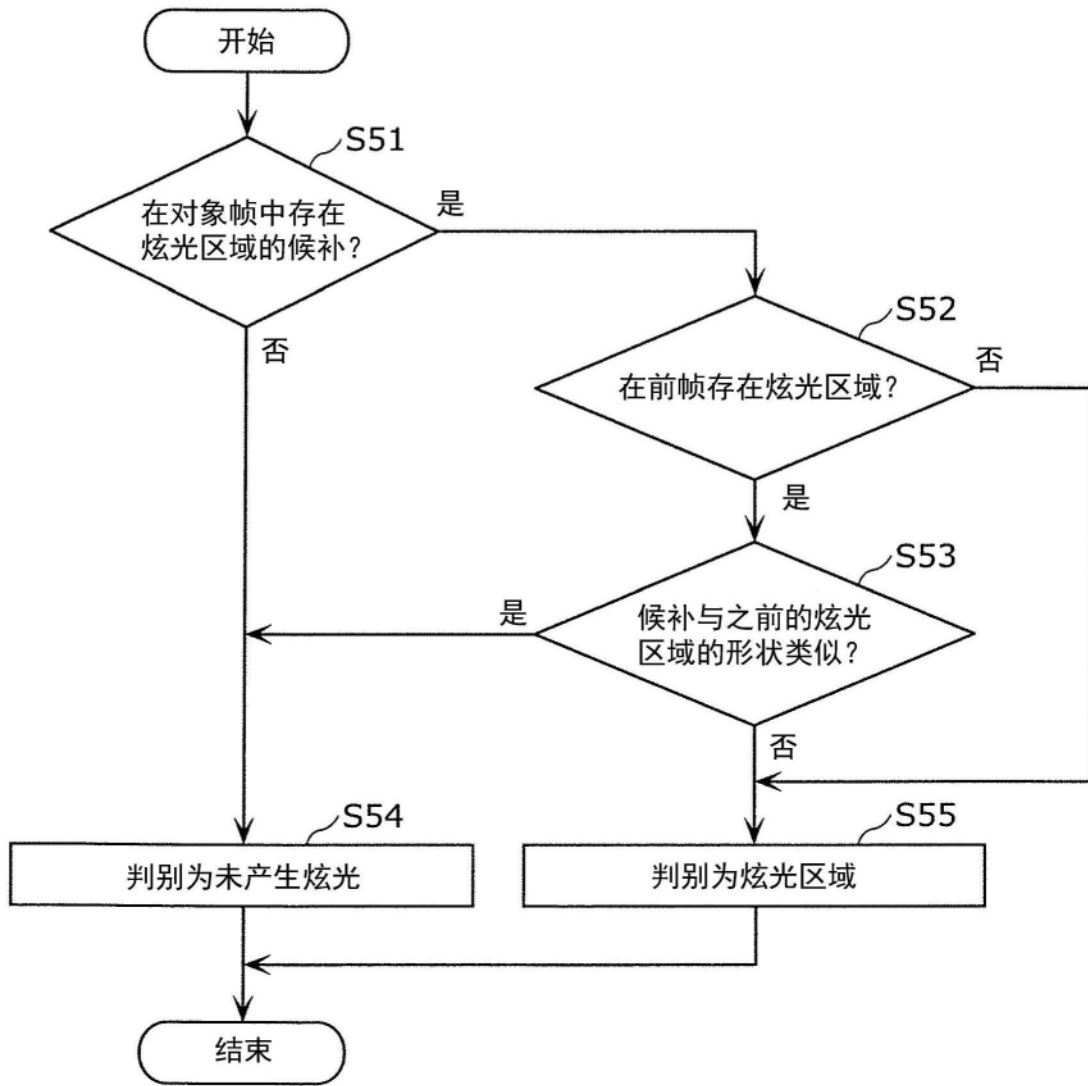 开始
S51
在对象帧中存在
炫光区域的候补?
是
否
S52
在前帧存在炫光区域?
否
是
S53
候补与之前的炫光
区域的形状类似?
是
否
S54
判别为未产生炫光
S55
判别为炫光区域
结束